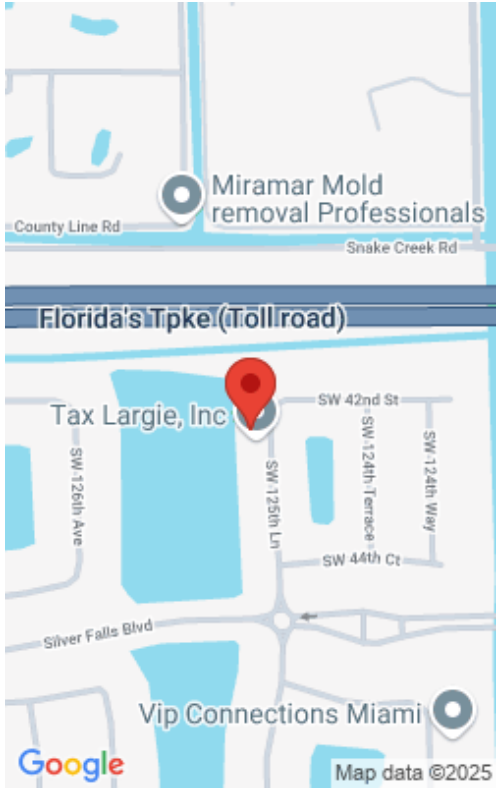 Miramar Mold
removal Professionals
County Line Rd
Snake Creek Rd
Florida's Tpke (Toll road)
Tax Largie, Inc
SW 42nd St
SW 126th Ave
SW 125th Ln
SW 124th Terrace
SW 124th Way
SW 44th Ct
Silver Falls Blvd
Vip Connections Miami
Google
Map data ©2025